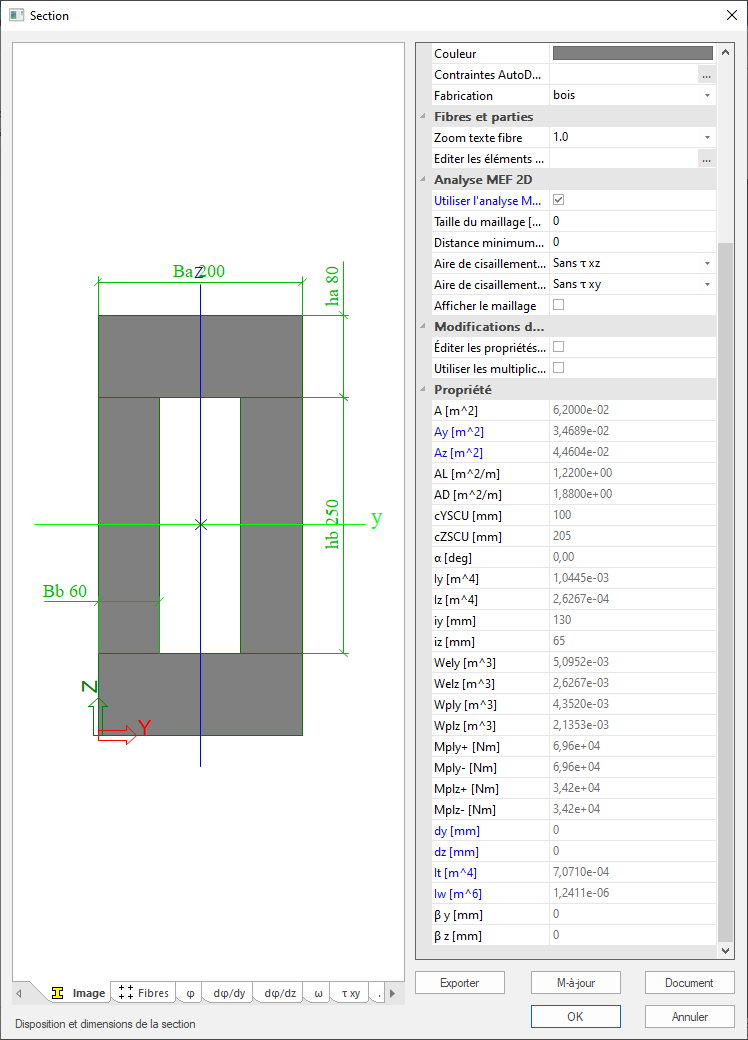 Section
Ba 200
Z
ha 80
hb 250
y
Bb 60
Z
Y
Image
Fibres
φ
dφ/dy
dφ/dz
ω
τ xy
.
Disposition et dimensions de la section
Couleur
Contraintes AutoD... ...
Fabrication bois
Fibres et parties
Zoom texte fibre 1.0
Editer les éléments ... ...
Analyse MEF 2D
Utiliser l'analyse M...
Taille du maillage [... 0
Distance minimum... 0
Aire de cisaillement... Sans τ xz
Aire de cisaillement... Sans τ xy
Afficher le maillage
Modifications d...
Éditer les propriétés...
Utiliser les multiplic...
Propriété
A [m^2] 6,2000e-02
Ay [m^2] 3,4689e-02
Az [m^2] 4,4604e-02
AL [m^2/m] 1,2200e+00
AD [m^2/m] 1,8800e+00
cYSCU [mm] 100
cZSCU [mm] 205
α [deg] 0,00
Iy [m^4] 1,0445e-03
Iz [m^4] 2,6267e-04
iy [mm] 130
iz [mm] 65
Wely [m^3] 5,0952e-03
Welz [m^3] 2,6267e-03
Wply [m^3] 4,3520e-03
Wplz [m^3] 2,1353e-03
Mply+ [Nm] 6,96e+04
Mply- [Nm] 6,96e+04
Mplz+ [Nm] 3,42e+04
Mplz- [Nm] 3,42e+04
dy [mm] 0
dz [mm] 0
It [m^4] 7,0710e-04
Iw [m^6] 1,2411e-06
β y [mm] 0
β z [mm] 0
Exporter
M-à-jour
Document
OK
Annuler